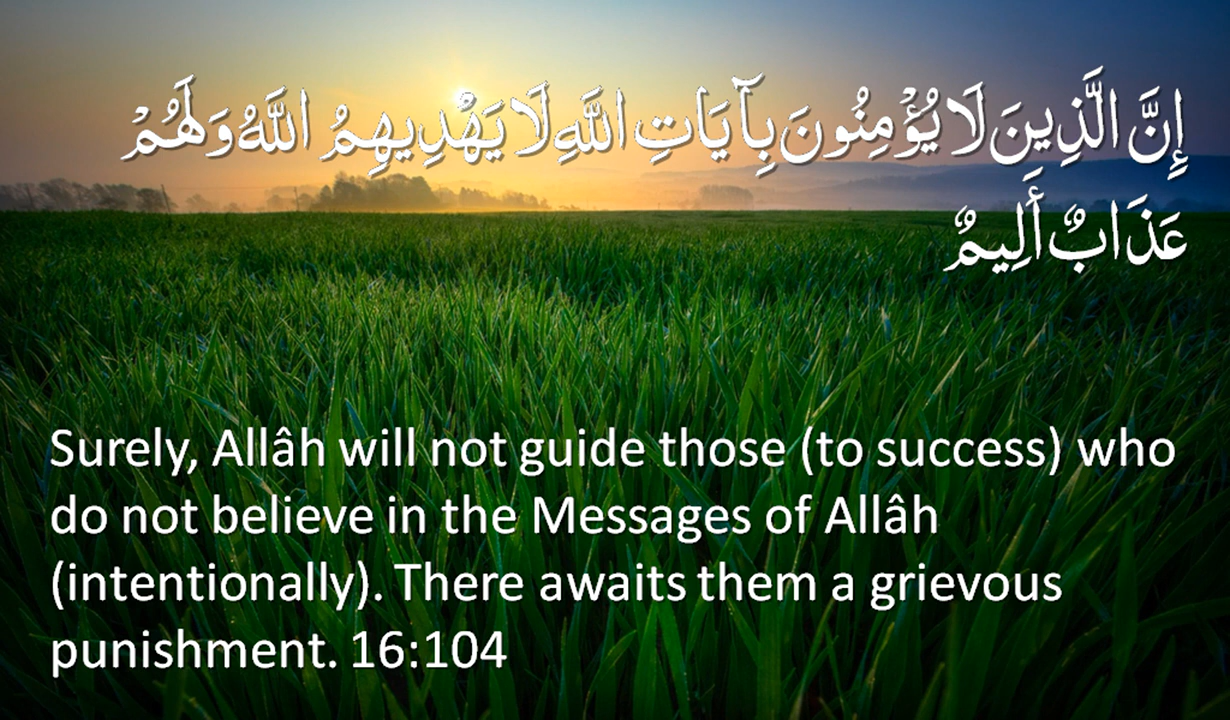 إِنَّ الَّذِينَ لَا يُؤْمِنُونَ بِآيَاتِ اللَّهِ لَا يَهْدِيهِمُ اللَّهُ وَلَهُمْ
عَذَابٌ أَلِيمٌ
Surely, Allâh will not guide those (to success) who
do not believe in the Messages of Allâh
(intentionally). There awaits them a grievous
punishment. 16:104